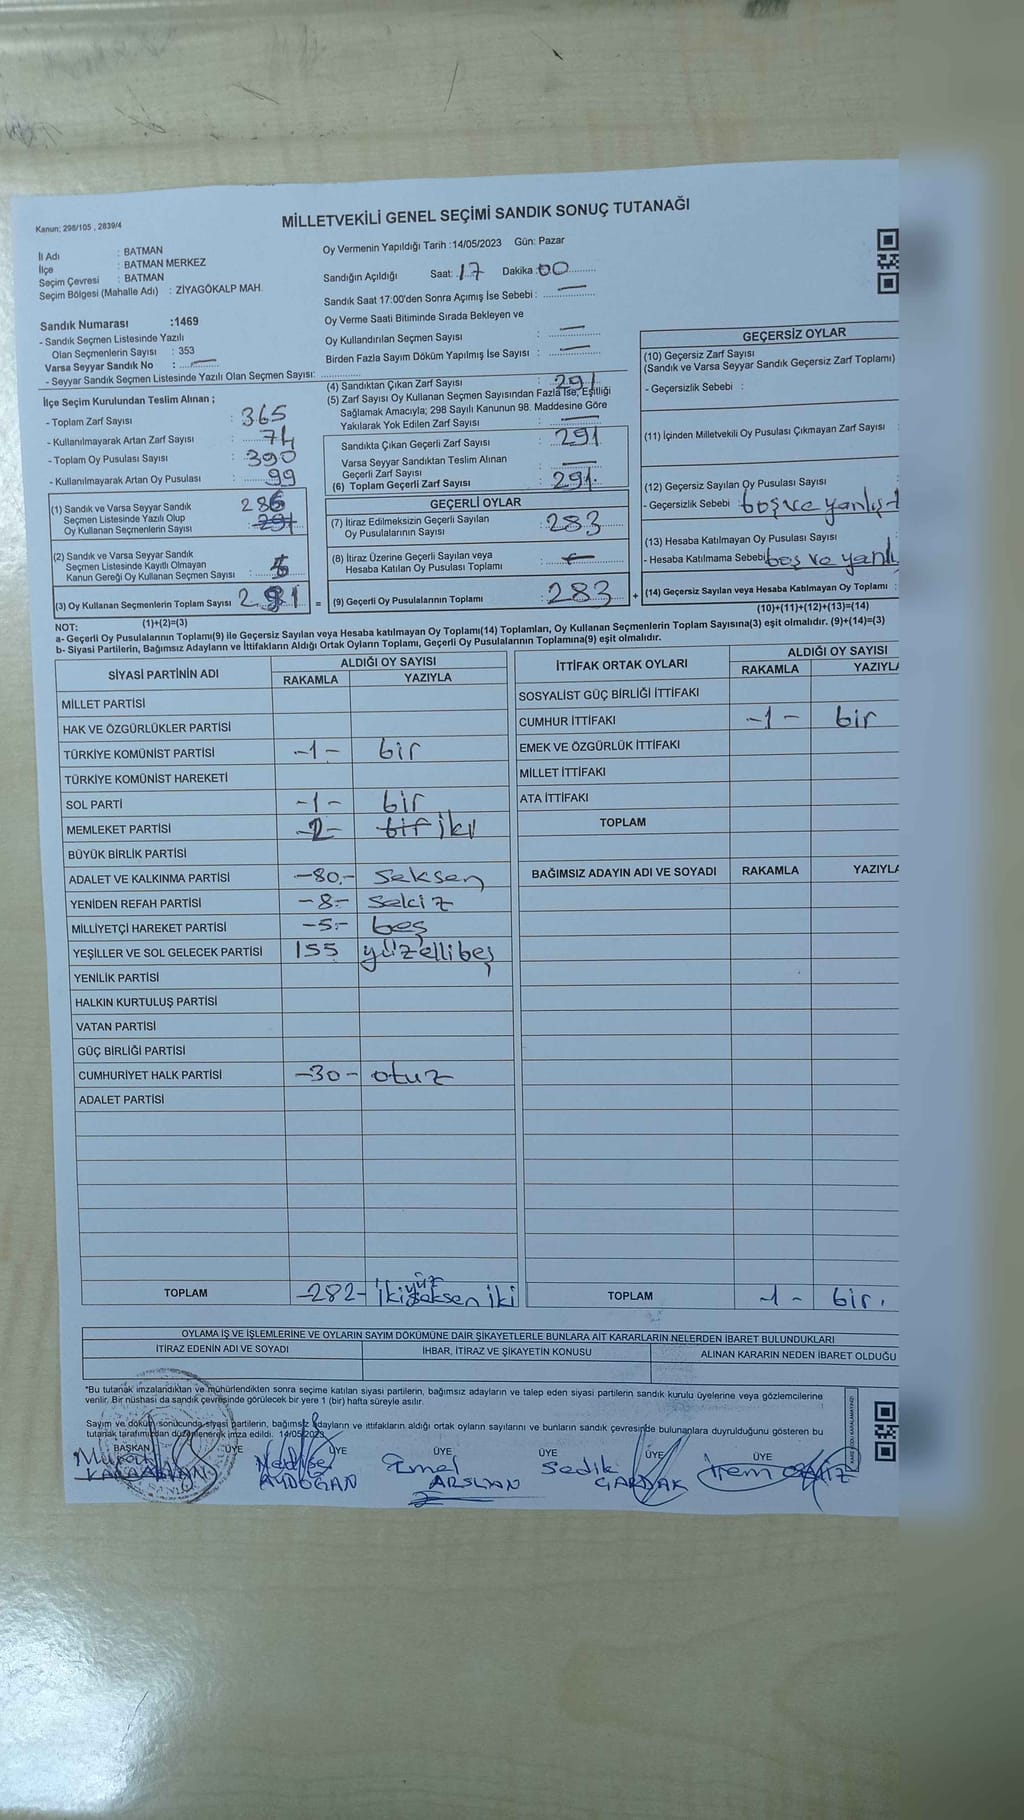 Kanun; 298/105 , 2839/4
MİLLETVEKİLİ GENEL SEÇİMİ SANDIK SONUÇ TUTANAĞI
İl Adı : BATMAN
İlçe : BATMAN MERKEZ
Seçim Çevresi : BATMAN
Seçim Bölgesi (Mahalle Adı) : ZİYAGÖKALP MAH.
Sandık Numarası :1469
- Sandık Seçmen Listesinde Yazılı
Olan Seçmenlerin Sayısı : 353
Varsa Seyyar Sandık No :
- Seyyar Sandık Seçmen Listesinde Yazılı Olan Seçmen Sayısı:
Oy Vermenin Yapıldığı Tarih :14/05/2023 Gün: Pazar
Sandığın Açıldığı Saat: 17 Dakika :00
Sandık Saat 17:00'den Sonra Açımış İse Sebebi :
Oy Verme Saati Bitiminde Sırada Bekleyen ve
Oy Kullandırılan Seçmen Sayısı :
Birden Fazla Sayım Döküm Yapılmış İse Sayısı :
İlçe Seçim Kurulundan Teslim Alınan ;
- Toplam Zarf Sayısı : 365
- Kullanılmayarak Artan Zarf Sayısı : 74
- Toplam Oy Pusulası Sayısı : 390
- Kullanılmayarak Artan Oy Pusulası : 99
(1) Sandık ve Varsa Seyyar Sandık
Seçmen Listesinde Yazılı Olup
Oy Kullanan Seçmenlerin Sayısı : 286 291
(2) Sandık ve Varsa Seyyar Sandık
Seçmen Listesinde Kayıtlı Olmayan
Kanun Gereği Oy Kullanan Seçmen Sayısı : 5
(3) Oy Kullanan Seçmenlerin Toplam Sayısı : 291
(1)+(2)=(3)
(4) Sandıktan Çıkan Zarf Sayısı : 291
(5) Zarf Sayısı Oy Kullanan Seçmen Sayısından Fazla İse, Eşitliği
Sağlamak Amacıyla; 298 Sayılı Kanunun 98. Maddesine Göre
Yakılarak Yok Edilen Zarf Sayısı :
Sandıkta Çıkan Geçerli Zarf Sayısı : 291
Varsa Seyyar Sandıktan Teslim Alınan
Geçerli Zarf Sayısı :
(6) Toplam Geçerli Zarf Sayısı : 291
GEÇERLİ OYLAR
(7) İtiraz Edilmeksizin Geçerli Sayılan
Oy Pusulalarının Sayısı : 283
(8) İtiraz Üzerine Geçerli Sayılan veya
Hesaba Katılan Oy Pusulası Toplamı :
= (9) Geçerli Oy Pusulalarının Toplamı : 283 +
GEÇERSİZ OYLAR
(10) Geçersiz Zarf Sayısı
(Sandık ve Varsa Seyyar Sandık Geçersiz Zarf Toplamı)
- Geçersizlik Sebebi :
(11) İçinden Milletvekili Oy Pusulası Çıkmayan Zarf Sayısı :
(12) Geçersiz Sayılan Oy Pusulası Sayısı :
- Geçersizlik Sebebi : boş ve yanlış
(13) Hesaba Katılmayan Oy Pusulası Sayısı :
- Hesaba Katılmama Sebebi: boş ve yanlış
(14) Geçersiz Sayılan veya Hesaba Katılmayan Oy Toplamı :
(10)+(11)+(12)+(13)=(14)
NOT:
a- Geçerli Oy Pusulalarının Toplamı(9) ile Geçersiz Sayılan veya Hesaba katılmayan Oy Toplamı(14) Toplamları, Oy Kullanan Seçmenlerin Toplam Sayısına(3) eşit olmalıdır. (9)+(14)=(3)
b- Siyasi Partilerin, Bağımsız Adayların ve İttifakların Aldığı Ortak Oyların Toplamı, Geçerli Oy Pusulalarının Toplamına(9) eşit olmalıdır.
SİYASİ PARTİNİN ADI ALDIĞI OY SAYISI
RAKAMLA YAZIYLA
MİLLET PARTİSİ
HAK VE ÖZGÜRLÜKLER PARTİSİ
TÜRKİYE KOMÜNİST PARTİSİ -1- bir
TÜRKİYE KOMÜNİST HAREKETİ
SOL PARTİ -1- bir
MEMLEKET PARTİSİ -2- bir iki
BÜYÜK BİRLİK PARTİSİ
ADALET VE KALKINMA PARTİSİ -80.- Seksen
YENİDEN REFAH PARTİSİ -8.- Sekiz
MİLLİYETÇİ HAREKET PARTİSİ -5.- beş
YEŞİLLER VE SOL GELECEK PARTİSİ 155 yüzellibeş
YENİLİK PARTİSİ
HALKIN KURTULUŞ PARTİSİ
VATAN PARTİSİ
GÜÇ BİRLİĞİ PARTİSİ
CUMHURİYET HALK PARTİSİ -30- otuz
ADALET PARTİSİ
TOPLAM -282- ikiyüzseksen iki
İTTİFAK ORTAK OYLARI ALDIĞI OY SAYISI
RAKAMLA YAZIYLA
SOSYALİST GÜÇ BİRLİĞİ İTTİFAKI
CUMHUR İTTİFAKI -1- bir
EMEK VE ÖZGÜRLÜK İTTİFAKI
MİLLET İTTİFAKI
ATA İTTİFAKI
TOPLAM
BAĞIMSIZ ADAYIN ADI VE SOYADI RAKAMLA YAZIYLA
TOPLAM -1- bir.
OYLAMA İŞ VE İŞLEMLERİNE VE OYLARIN SAYIM DÖKÜMÜNE DAİR ŞİKAYETLERLE BUNLARA AİT KARARLARIN NELERDEN İBARET BULUNDUKLARI
İTİRAZ EDENİN ADI VE SOYADI İHBAR, İTİRAZ VE ŞİKAYETİN KONUSU ALINAN KARARIN NEDEN İBARET OLDUĞU
*Bu tutanak imzalandıktan ve mühürlendikten sonra seçime katılan siyasi partilerin, bağımsız adayların ve talep eden siyasi partilerin sandık kurulu üyelerine veya gözlemcilerine
verilir. Bir nüshası da sandık çevresinde görülecek bir yere 1 (bir) hafta süreyle asılır.
Sayım ve döküm sonucunda siyasi partilerin, bağımsız adayların ve ittifakların aldığı ortak oyların sayılarını ve bunların sandık çevresinde bulunanlara duyrulduğunu gösteren bu
tutanak tarafımızdan düzenlenerek imza edildi. 14/05/2023
BAŞKAN ÜYE ÜYE ÜYE ÜYE ÜYE ÜYE
Murat KARAASLAN
AYDOĞAN
Emel ARSLAN
Sedik
İrem